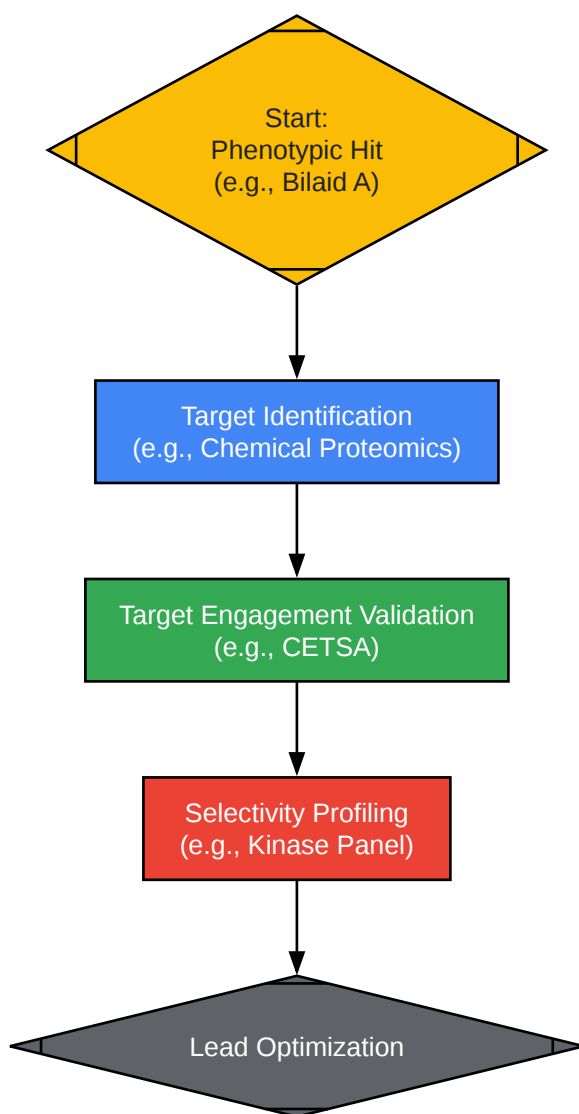 Start:
Phenotypic Hit
(e.g., Bilaid A)
Target Identification
(e.g., Chemical Proteomics)
Target Engagement Validation
(e.g., CETSA)
Selectivity Profiling
(e.g., Kinase Panel)
Lead Optimization